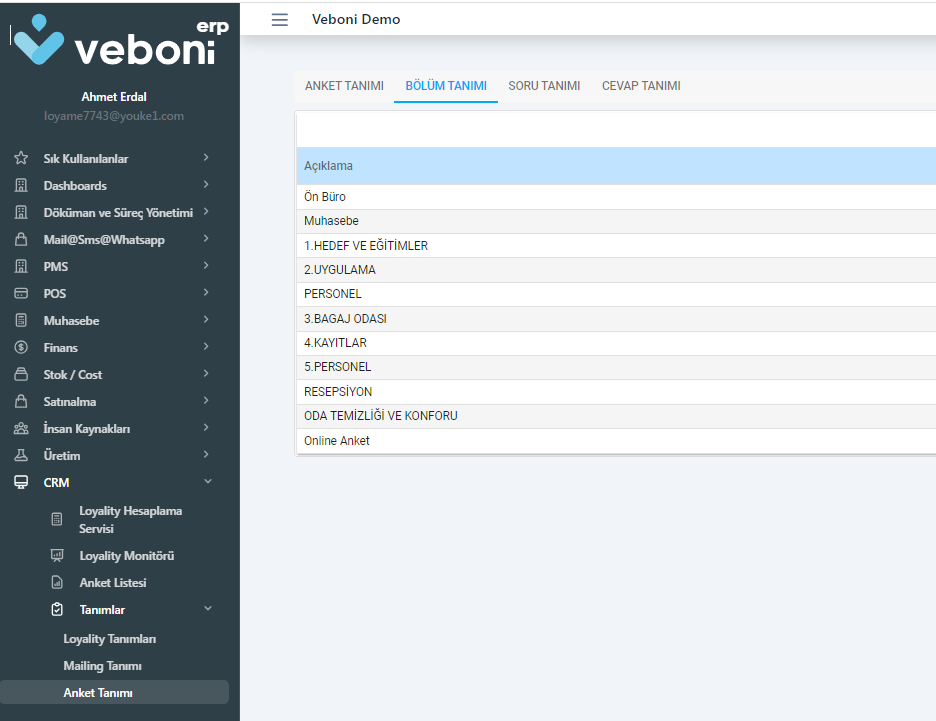 erp
veboni
Ahmet Erdal
loyame7743@youke1.com
Sık Kullanılanlar
Dashboards
Döküman ve Süreç Yönetimi
Mail@Sms@Whatsapp
PMS
POS
Muhasebe
Finans
Stok / Cost
Satınalma
İnsan Kaynakları
Üretim
CRM
Loyality Hesaplama
Servisi
Loyality Monitörü
Anket Listesi
Tanımlar
Loyality Tanımları
Mailing Tanımı
Anket Tanımı
Veboni Demo
ANKET TANIMI BÖLÜM TANIMI SORU TANIMI CEVAP TANIMI
Açıklama
Ön Büro
Muhasebe
1.HEDEF VE EĞİTİMLER
2.UYGULAMA
PERSONEL
3.BAGAJ ODASI
4.KAYITLAR
5.PERSONEL
RESEPSİYON
ODA TEMİZLİĞİ VE KONFORU
Online Anket